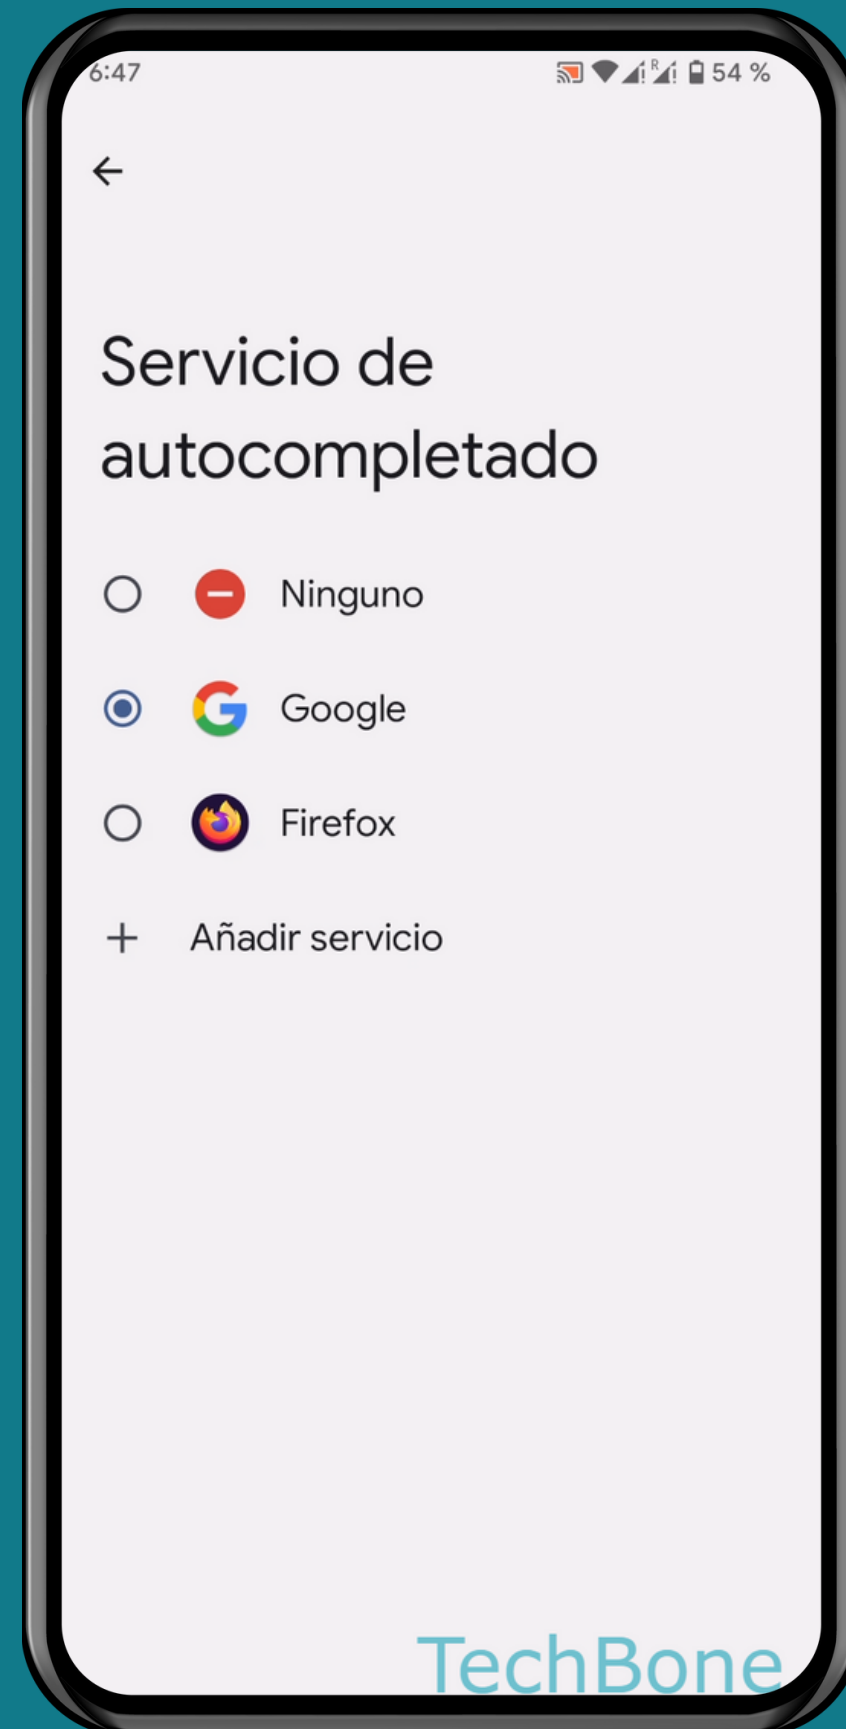 6:47
R 54 %
Servicio de
autocompletado
Ninguno
Google
Firefox
Añadir servicio
TechBone